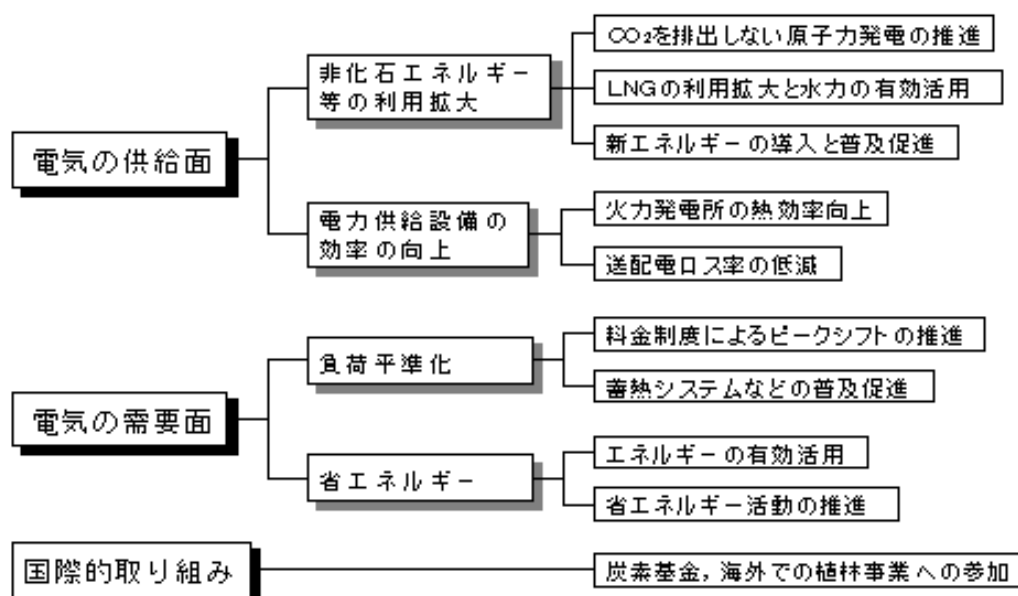 電気の供給面
非化石エネルギー
等の利用拡大
CO₂を排出しない原子力発電の推進
LNGの利用拡大と水力の有効活用
新エネルギーの導入と普及促進
電力供給設備の
効率の向上
火力発電所の熱効率向上
送配電ロス率の低減
電気の需要面
負荷平準化
料金制度によるピークシフトの推進
蓄熱システムなどの普及促進
省エネルギー
エネルギーの有効活用
省エネルギー活動の推進
国際的取り組み
炭素基金，海外での植林事業への参加